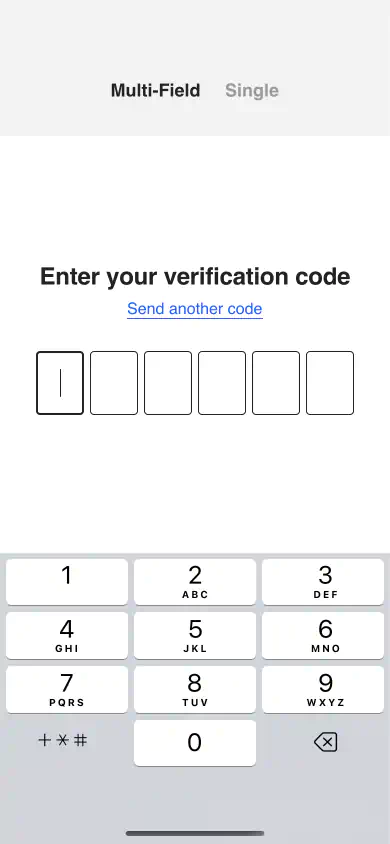 Multi-Field Single
Enter your verification code
Send another code
1 2 3
ABC DEF
4 5 6
GHI JKL MNO
7 8 9
PQRS TUV WXYZ
+*# 0